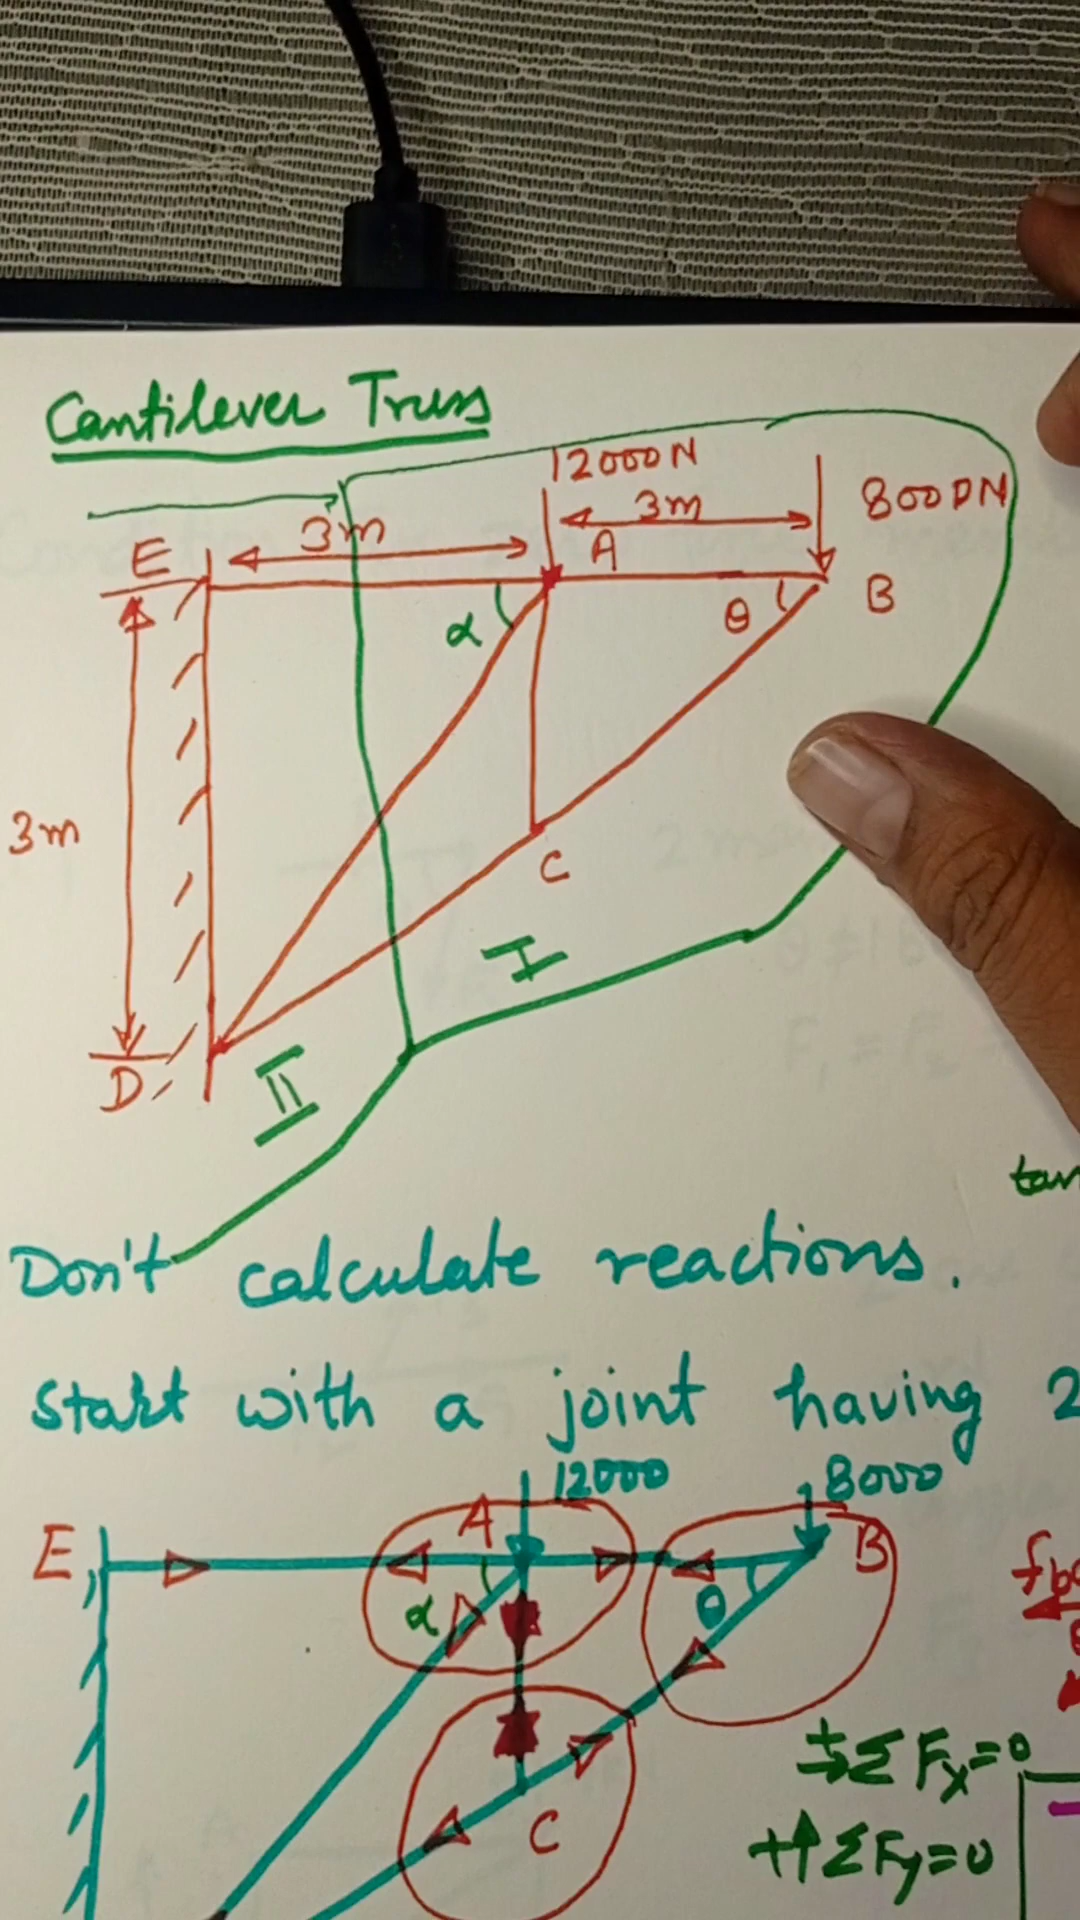 Cantilever Truss
12000N
3m
3m
8000N
E
A
B
α
θ
3m
C
I
D
II
tan
Don't calculate reactions.
Start with a joint having 2
12000
8000
E
A
B
α
θ
C
+→ΣFx=0
+↑ΣFy=0